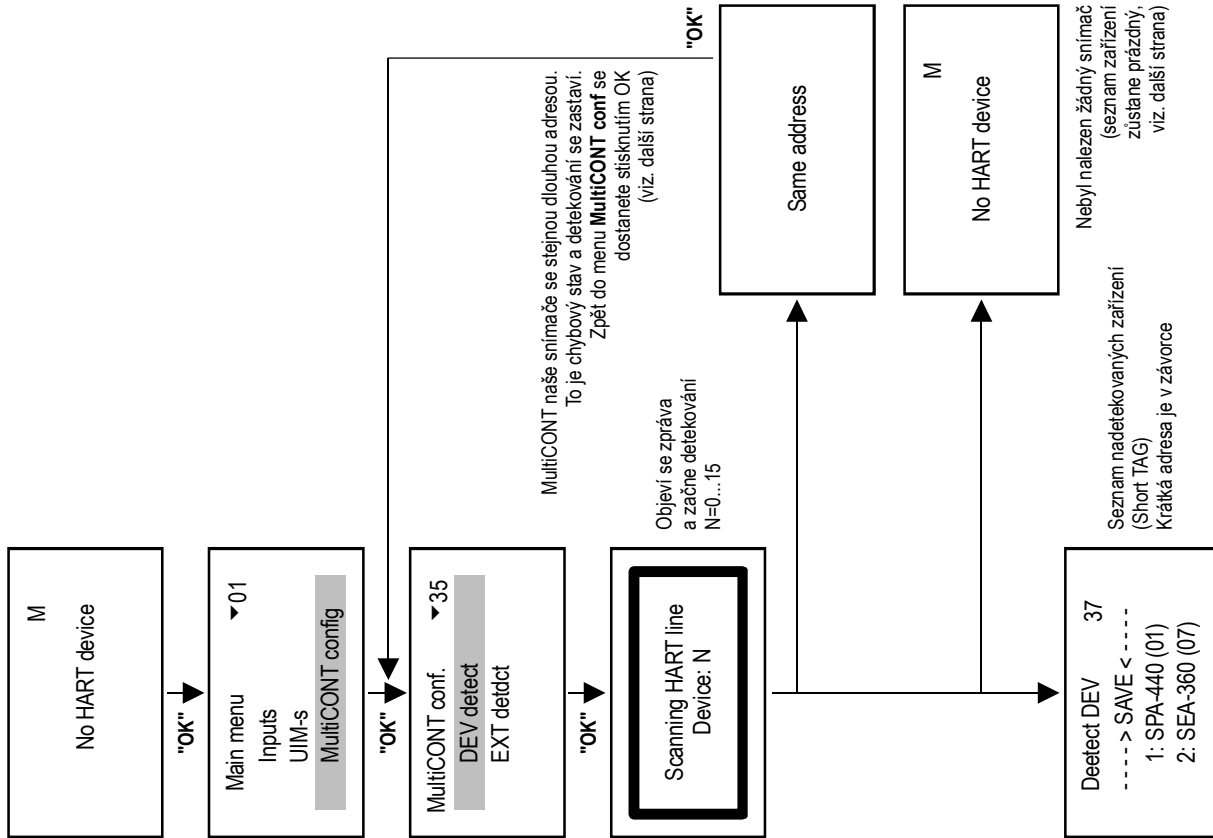 M
No HART device
"OK"
Main menu ▾01
Inputs
UIM-s
MultiCONT config
"OK"
MultiCONT conf. ▾35
DEV detect
EXT detdct
"OK"
Scanning HART line
Device: N
Objeví se zpráva
a začne detekování
N=0...15
MultiCONT naše snímače se stejnou dlouhou adresou.
To je chybový stav a detekování se zastaví.
Zpět do menu MultiCONT conf se
dostanete stisknutím OK
(viz. další strana)
"OK"
Same address
M
No HART device
Nebyl nalezen žádný snímač
(seznam zařízení
zůstane prázdný,
viz. další strana)
Deetect DEV 37
- - - - > SAVE < - - - -
1: SPA-440 (01)
2: SEA-360 (07)
Seznam nadetekovaných zařízení
(Short TAG)
Krátká adresa je v závorce